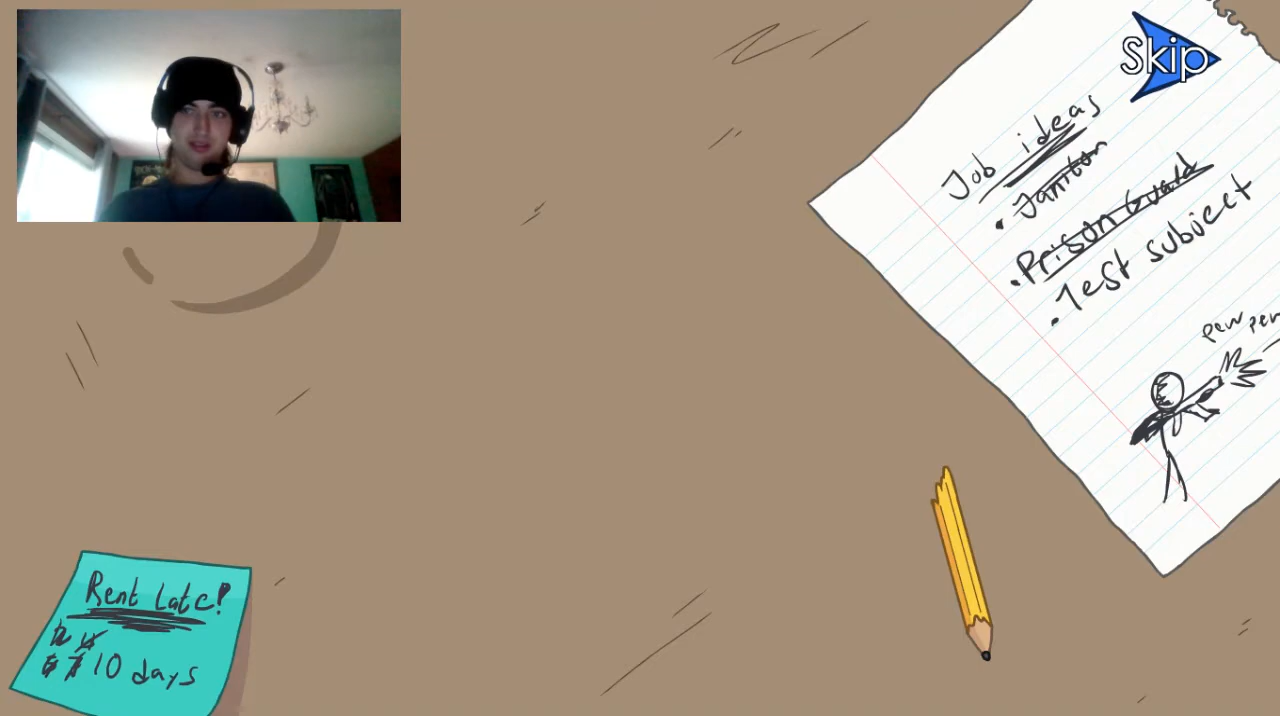 Skip
Job ideas
• Janitor
• Prison Guard
• Test subject
pew pew
Rent Late!
10 days